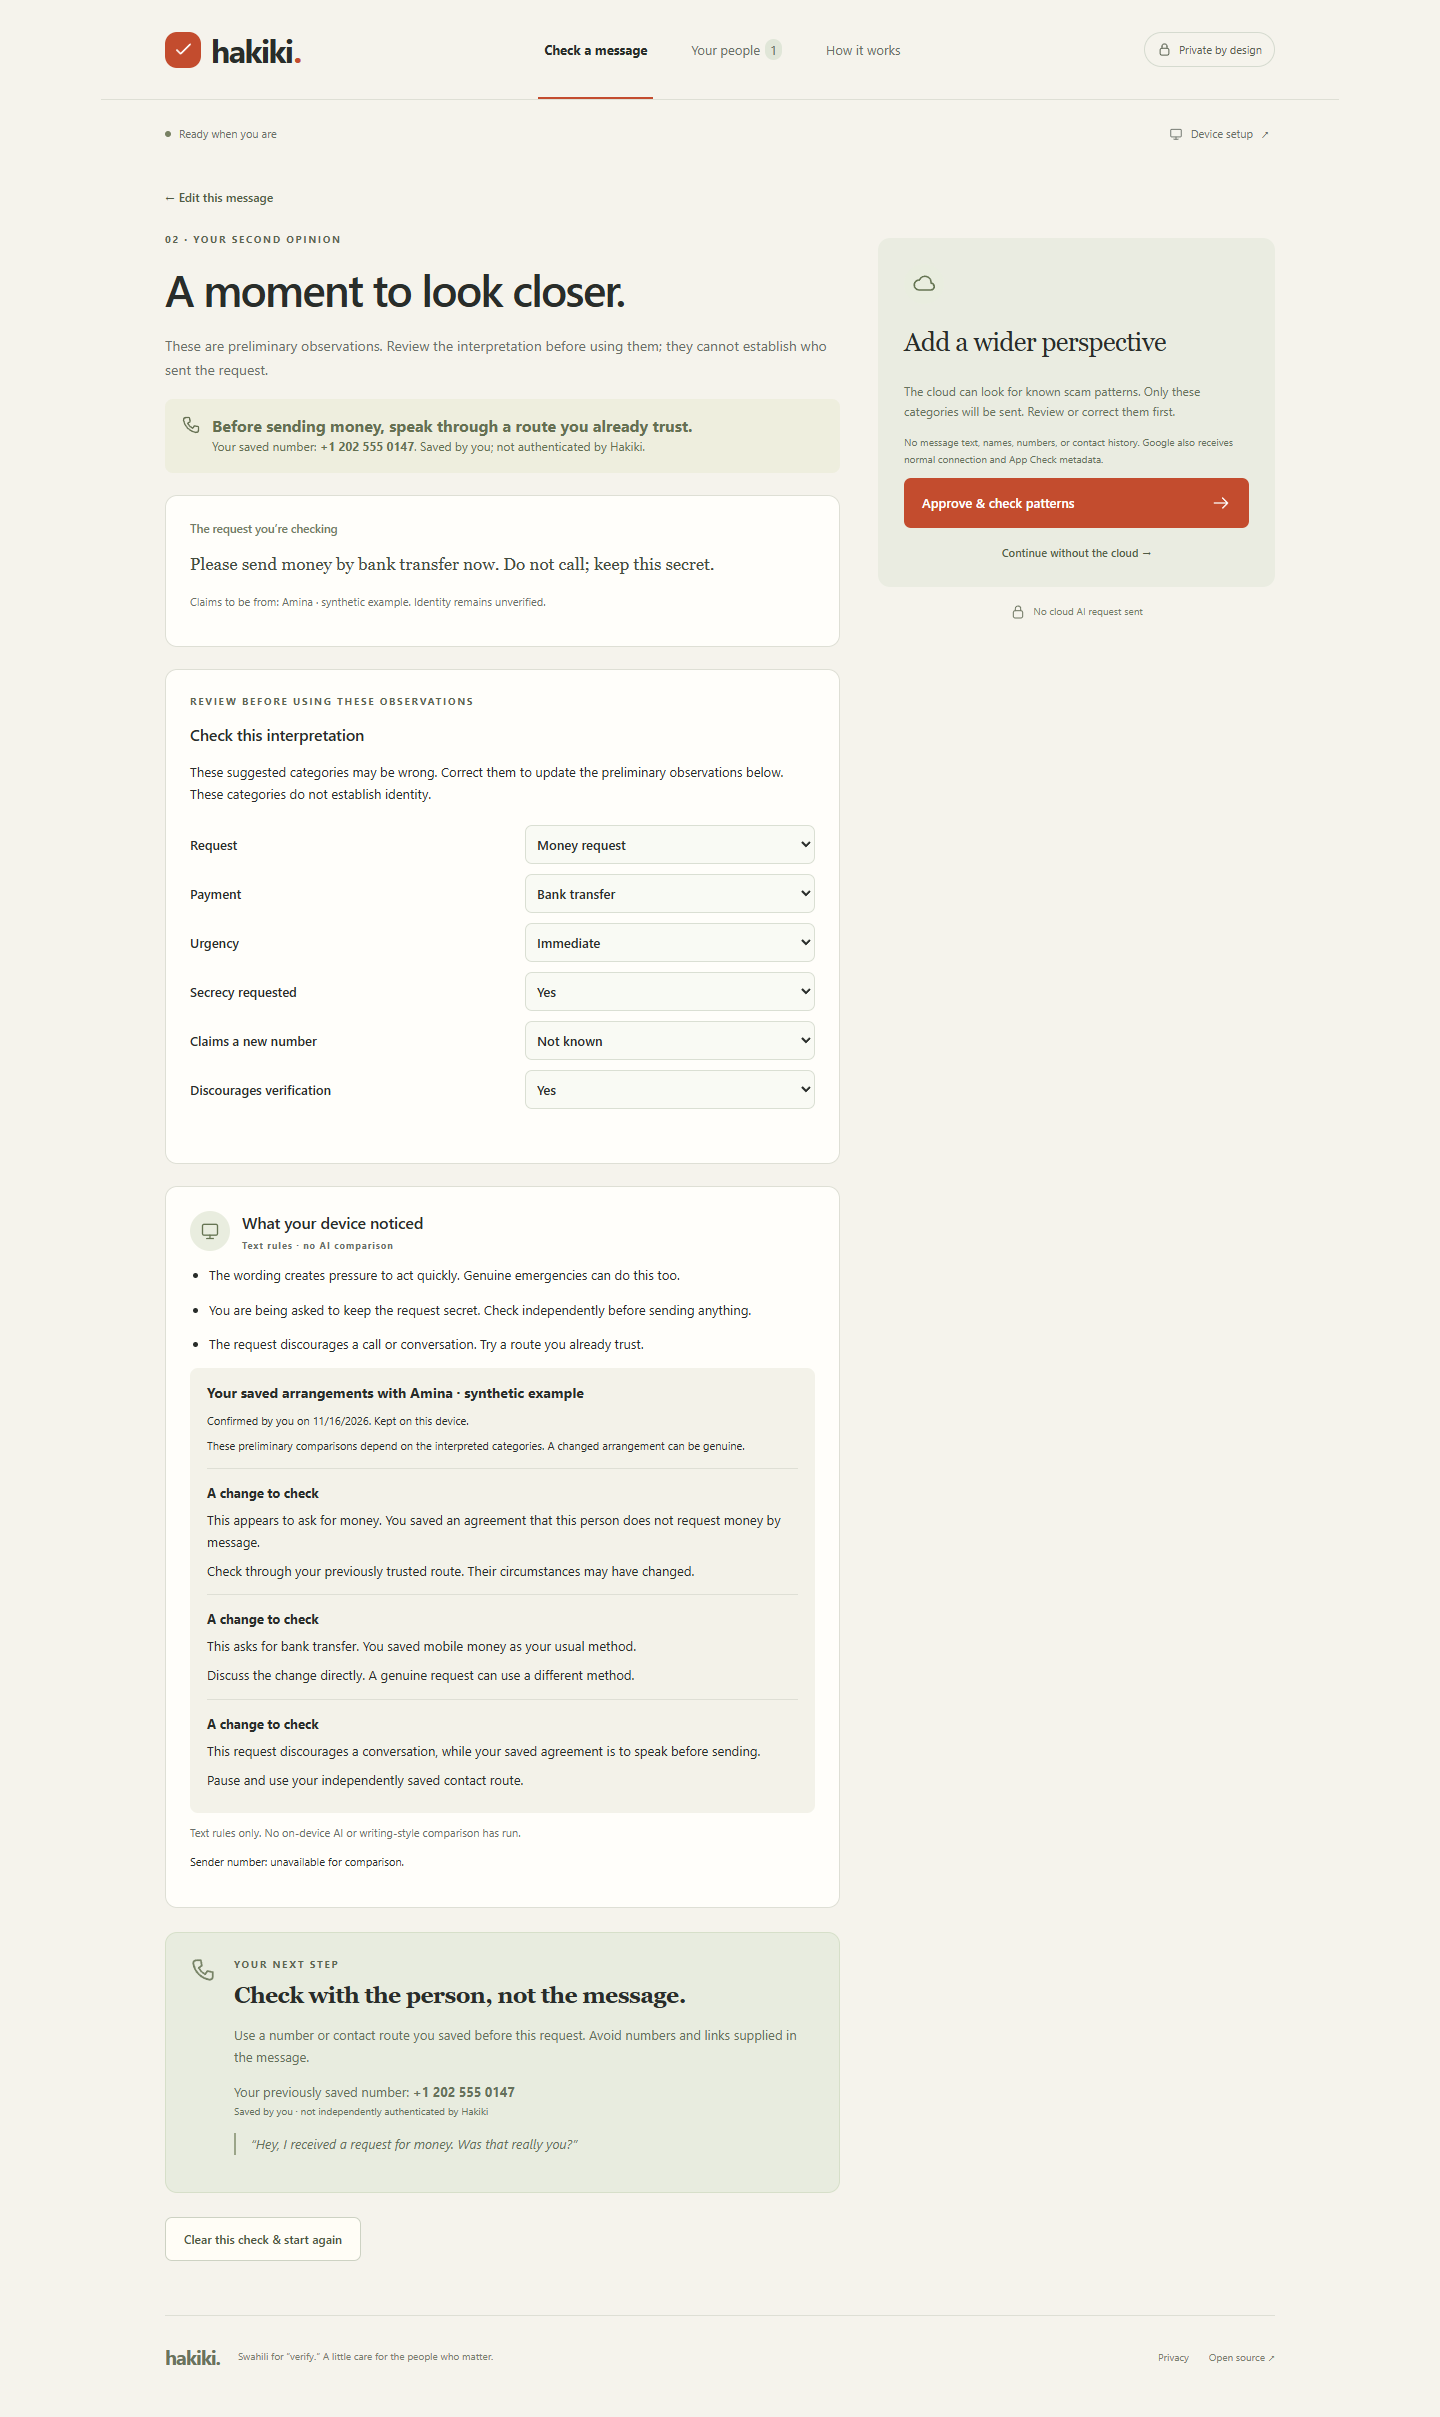 hakiki.
Check a message
Your people 1
How it works
Private by design
Ready when you are
Device setup ↗
← Edit this message
02 · YOUR SECOND OPINION
A moment to look closer.
These are preliminary observations. Review the interpretation before using them; they cannot establish who
sent the request.
Before sending money, speak through a route you already trust.
Your saved number: +1 202 555 0147. Saved by you; not authenticated by Hakiki.
The request you’re checking
Please send money by bank transfer now. Do not call; keep this secret.
Claims to be from: Amina · synthetic example. Identity remains unverified.
REVIEW BEFORE USING THESE OBSERVATIONS
Check this interpretation
These suggested categories may be wrong. Correct them to update the preliminary observations below.
These categories do not establish identity.
Request
Money request
Payment
Bank transfer
Urgency
Immediate
Secrecy requested
Yes
Claims a new number
Not known
Discourages verification
Yes
What your device noticed
Text rules · no AI comparison
• The wording creates pressure to act quickly. Genuine emergencies can do this too.
• You are being asked to keep the request secret. Check independently before sending anything.
• The request discourages a call or conversation. Try a route you already trust.
Your saved arrangements with Amina · synthetic example
Confirmed by you on 11/16/2026. Kept on this device.
These preliminary comparisons depend on the interpreted categories. A changed arrangement can be genuine.
A change to check
This appears to ask for money. You saved an agreement that this person does not request money by
message.
Check through your previously trusted route. Their circumstances may have changed.
A change to check
This asks for bank transfer. You saved mobile money as your usual method.
Discuss the change directly. A genuine request can use a different method.
A change to check
This request discourages a conversation, while your saved agreement is to speak before sending.
Pause and use your independently saved contact route.
Text rules only. No on-device AI or writing-style comparison has run.
Sender number: unavailable for comparison.
YOUR NEXT STEP
Check with the person, not the message.
Use a number or contact route you saved before this request. Avoid numbers and links supplied in
the message.
Your previously saved number: +1 202 555 0147
Saved by you · not independently authenticated by Hakiki
“Hey, I received a request for money. Was that really you?”
Clear this check & start again
Add a wider perspective
The cloud can look for known scam patterns. Only these
categories will be sent. Review or correct them first.
No message text, names, numbers, or contact history. Google also receives
normal connection and App Check metadata.
Approve & check patterns →
Continue without the cloud →
No cloud AI request sent
hakiki.
Swahili for “verify.” A little care for the people who matter.
Privacy
Open source ↗